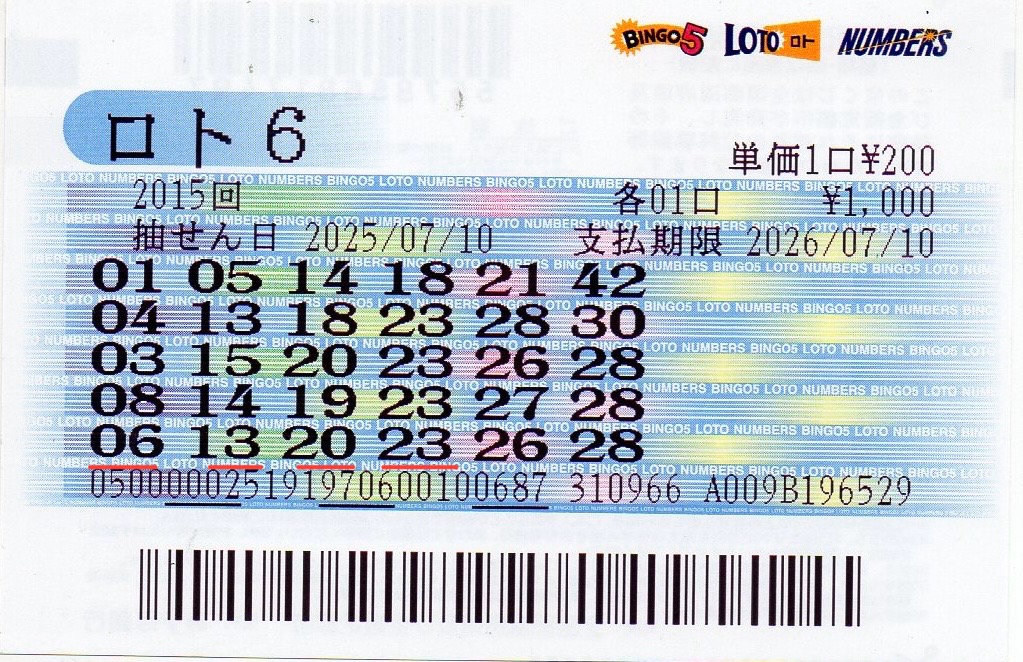 BINGO5 LOTO ロト NUMBERS
ロト6
単価1口¥200
2015回 各01口 ¥1,000
抽せん日 2025/07/10 支払期限 2026/07/10
01 05 14 18 21 42
04 13 18 23 28 30
03 15 20 23 26 28
08 14 19 23 27 28
06 13 20 23 26 28
050000025191970600100687 310966 A009B196529